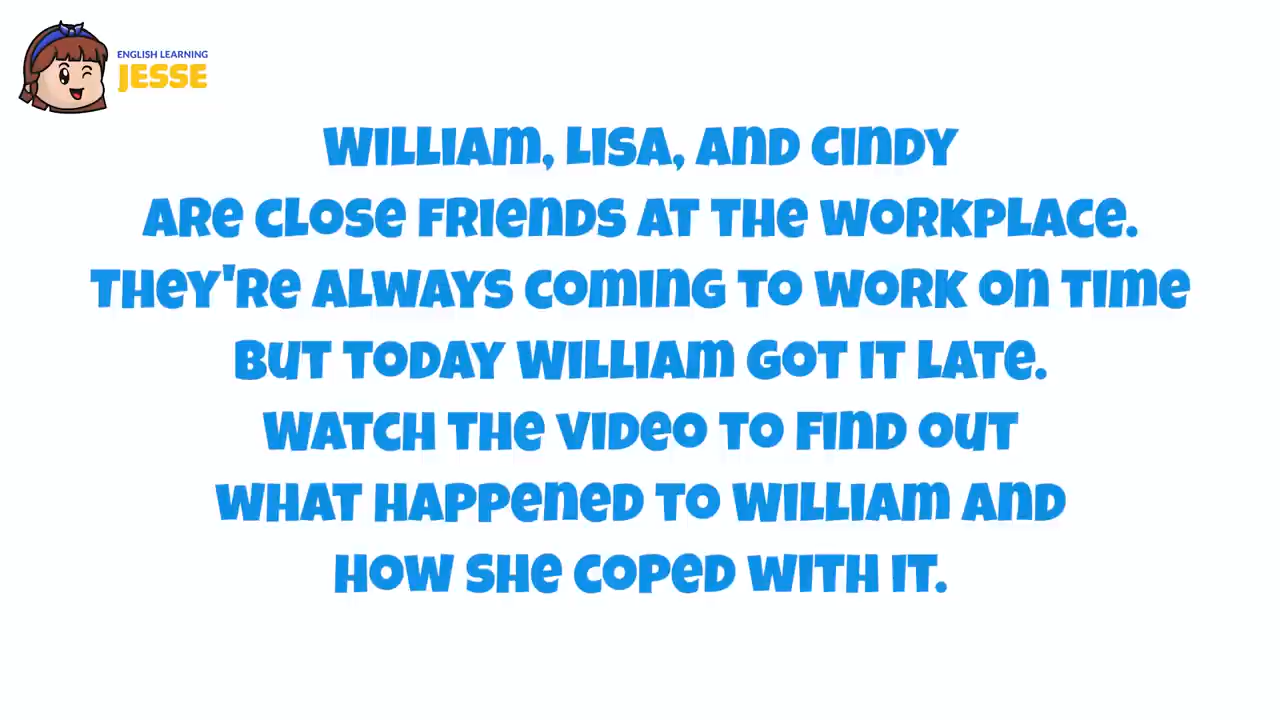 ENGLISH LEARNING
JESSE
William, Lisa, and Cindy
are close friends at the workplace.
They're always coming to work on time
but today William got it late.
Watch the video to find out
what happened to William and
how she coped with it.